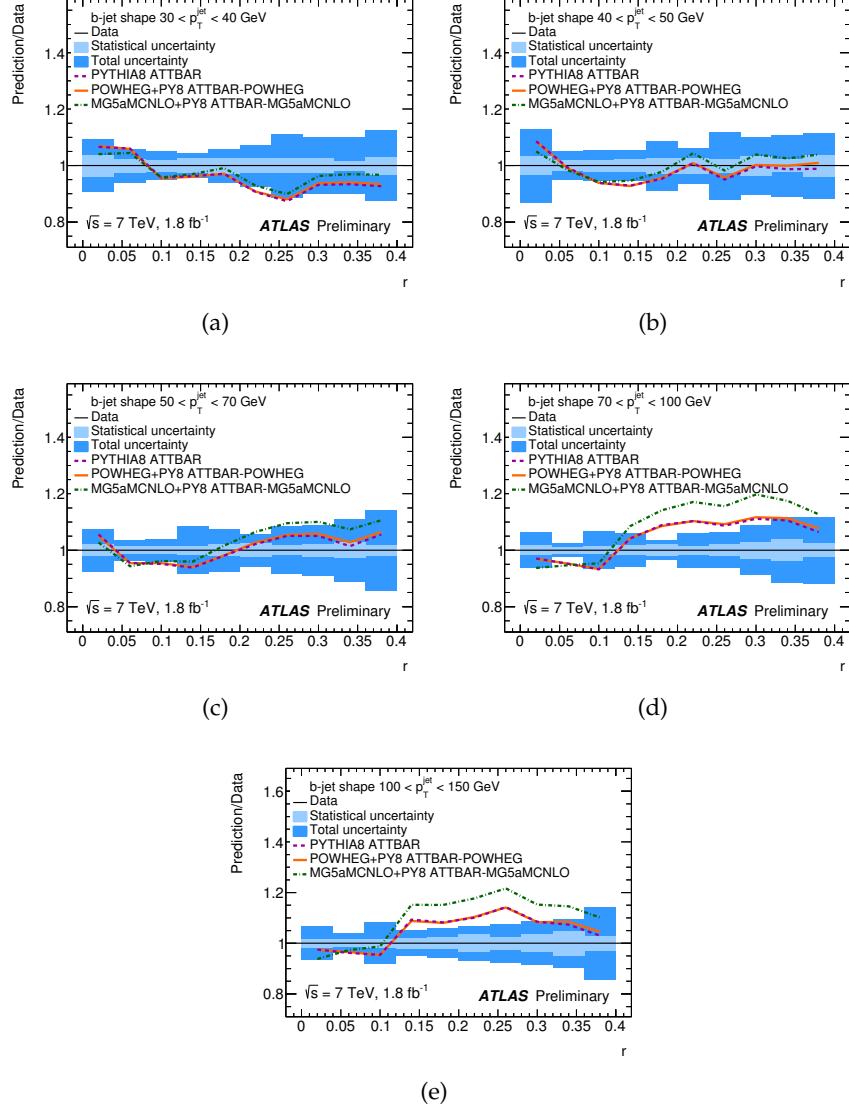 b-jet shape 30 < p_T^jet < 40 GeV
Data
Statistical uncertainty
Total uncertainty
PYTHIA8 ATTBAR
POWHEG+PY8 ATTBAR-POWHEG
MG5aMCNLO+PY8 ATTBAR-MG5aMCNLO
Prediction/Data
1.4
1.2
1
0.8
√s = 7 TeV, 1.8 fb⁻¹
ATLAS Preliminary
0 0.05 0.1 0.15 0.2 0.25 0.3 0.35 0.4
r
(a)
b-jet shape 40 < p_T^jet < 50 GeV
Data
Statistical uncertainty
Total uncertainty
PYTHIA8 ATTBAR
POWHEG+PY8 ATTBAR-POWHEG
MG5aMCNLO+PY8 ATTBAR-MG5aMCNLO
Prediction/Data
1.4
1.2
1
0.8
√s = 7 TeV, 1.8 fb⁻¹
ATLAS Preliminary
0 0.05 0.1 0.15 0.2 0.25 0.3 0.35 0.4
r
(b)
b-jet shape 50 < p_T^jet < 70 GeV
Data
Statistical uncertainty
Total uncertainty
PYTHIA8 ATTBAR
POWHEG+PY8 ATTBAR-POWHEG
MG5aMCNLO+PY8 ATTBAR-MG5aMCNLO
Prediction/Data
1.4
1.2
1
0.8
√s = 7 TeV, 1.8 fb⁻¹
ATLAS Preliminary
0 0.05 0.1 0.15 0.2 0.25 0.3 0.35 0.4
r
(c)
b-jet shape 70 < p_T^jet < 100 GeV
Data
Statistical uncertainty
Total uncertainty
PYTHIA8 ATTBAR
POWHEG+PY8 ATTBAR-POWHEG
MG5aMCNLO+PY8 ATTBAR-MG5aMCNLO
Prediction/Data
1.4
1.2
1
0.8
√s = 7 TeV, 1.8 fb⁻¹
ATLAS Preliminary
0 0.05 0.1 0.15 0.2 0.25 0.3 0.35 0.4
r
(d)
b-jet shape 100 < p_T^jet < 150 GeV
Data
Statistical uncertainty
Total uncertainty
PYTHIA8 ATTBAR
POWHEG+PY8 ATTBAR-POWHEG
MG5aMCNLO+PY8 ATTBAR-MG5aMCNLO
Prediction/Data
1.6
1.4
1.2
1
0.8
√s = 7 TeV, 1.8 fb⁻¹
ATLAS Preliminary
0 0.05 0.1 0.15 0.2 0.25 0.3 0.35 0.4
r
(e)